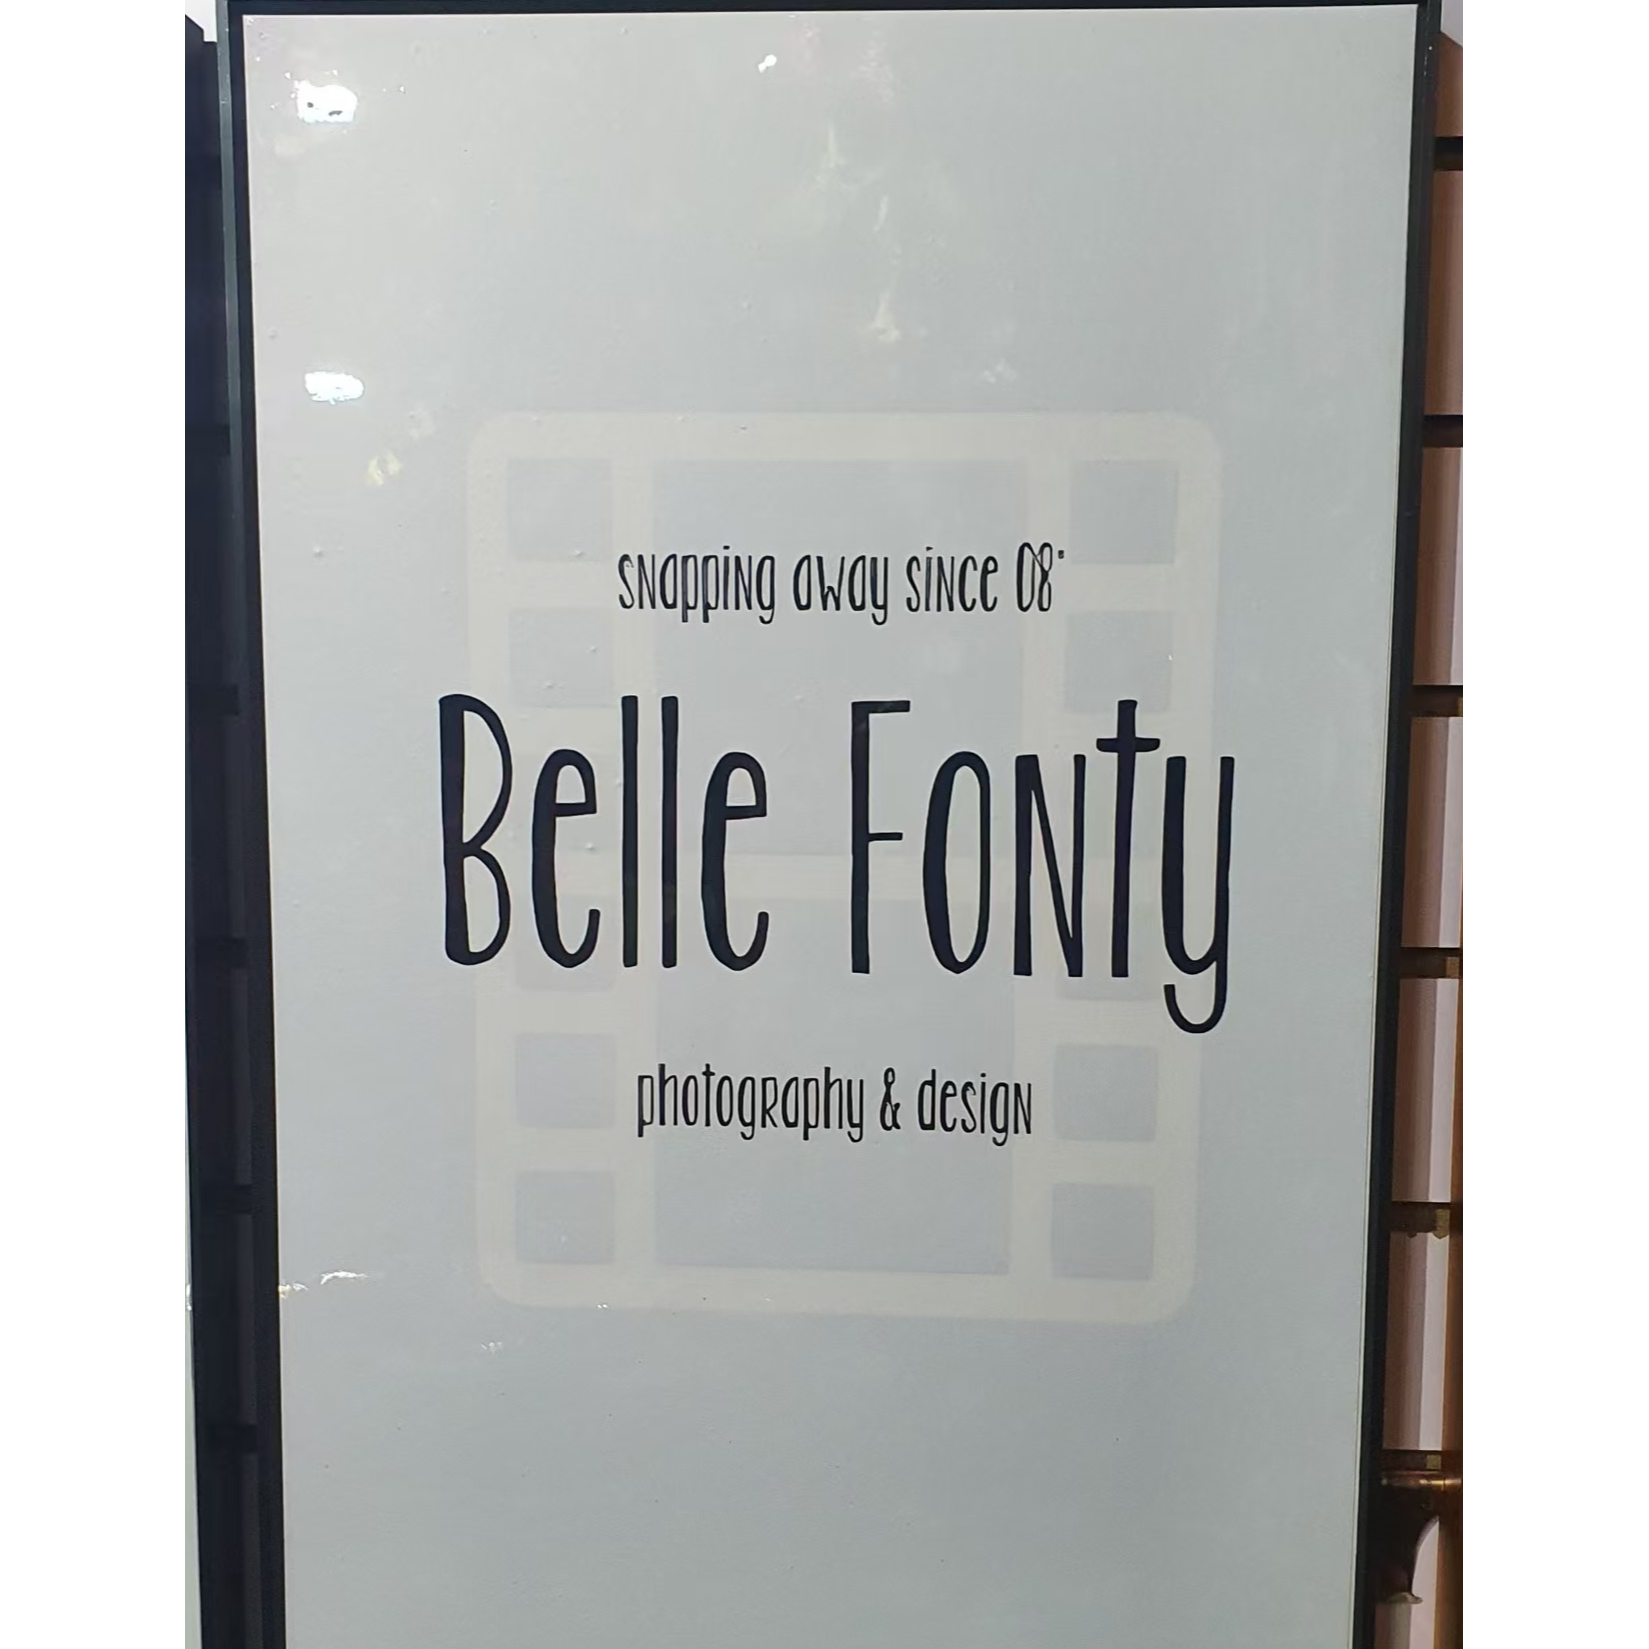 snapping away since 08'
Belle Fonty
photography & design